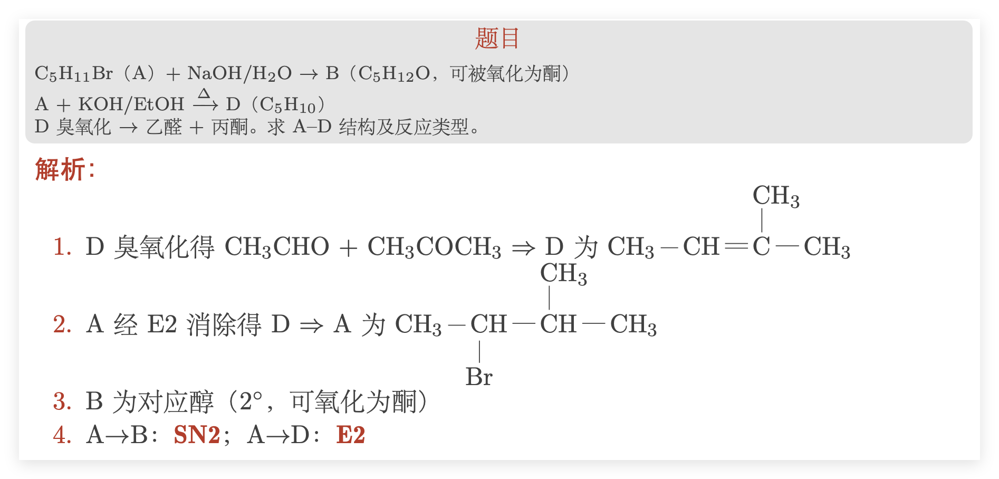 题目
C₅H₁₁Br（A）+ NaOH/H₂O → B（C₅H₁₂O，可被氧化为酮）
A + KOH/EtOH —Δ→ D（C₅H₁₀）
D 臭氧化 → 乙醛 + 丙酮。求 A–D 结构及反应类型。
解析：
CH₃
|
1. D 臭氧化得 CH₃CHO + CH₃COCH₃ ⇒ D 为 CH₃—CH=C—CH₃
CH₃
|
2. A 经 E2 消除得 D ⇒ A 为 CH₃—CH—CH—CH₃
|
Br
3. B 为对应醇（2°，可氧化为酮）
4. A→B：SN2；A→D：E2